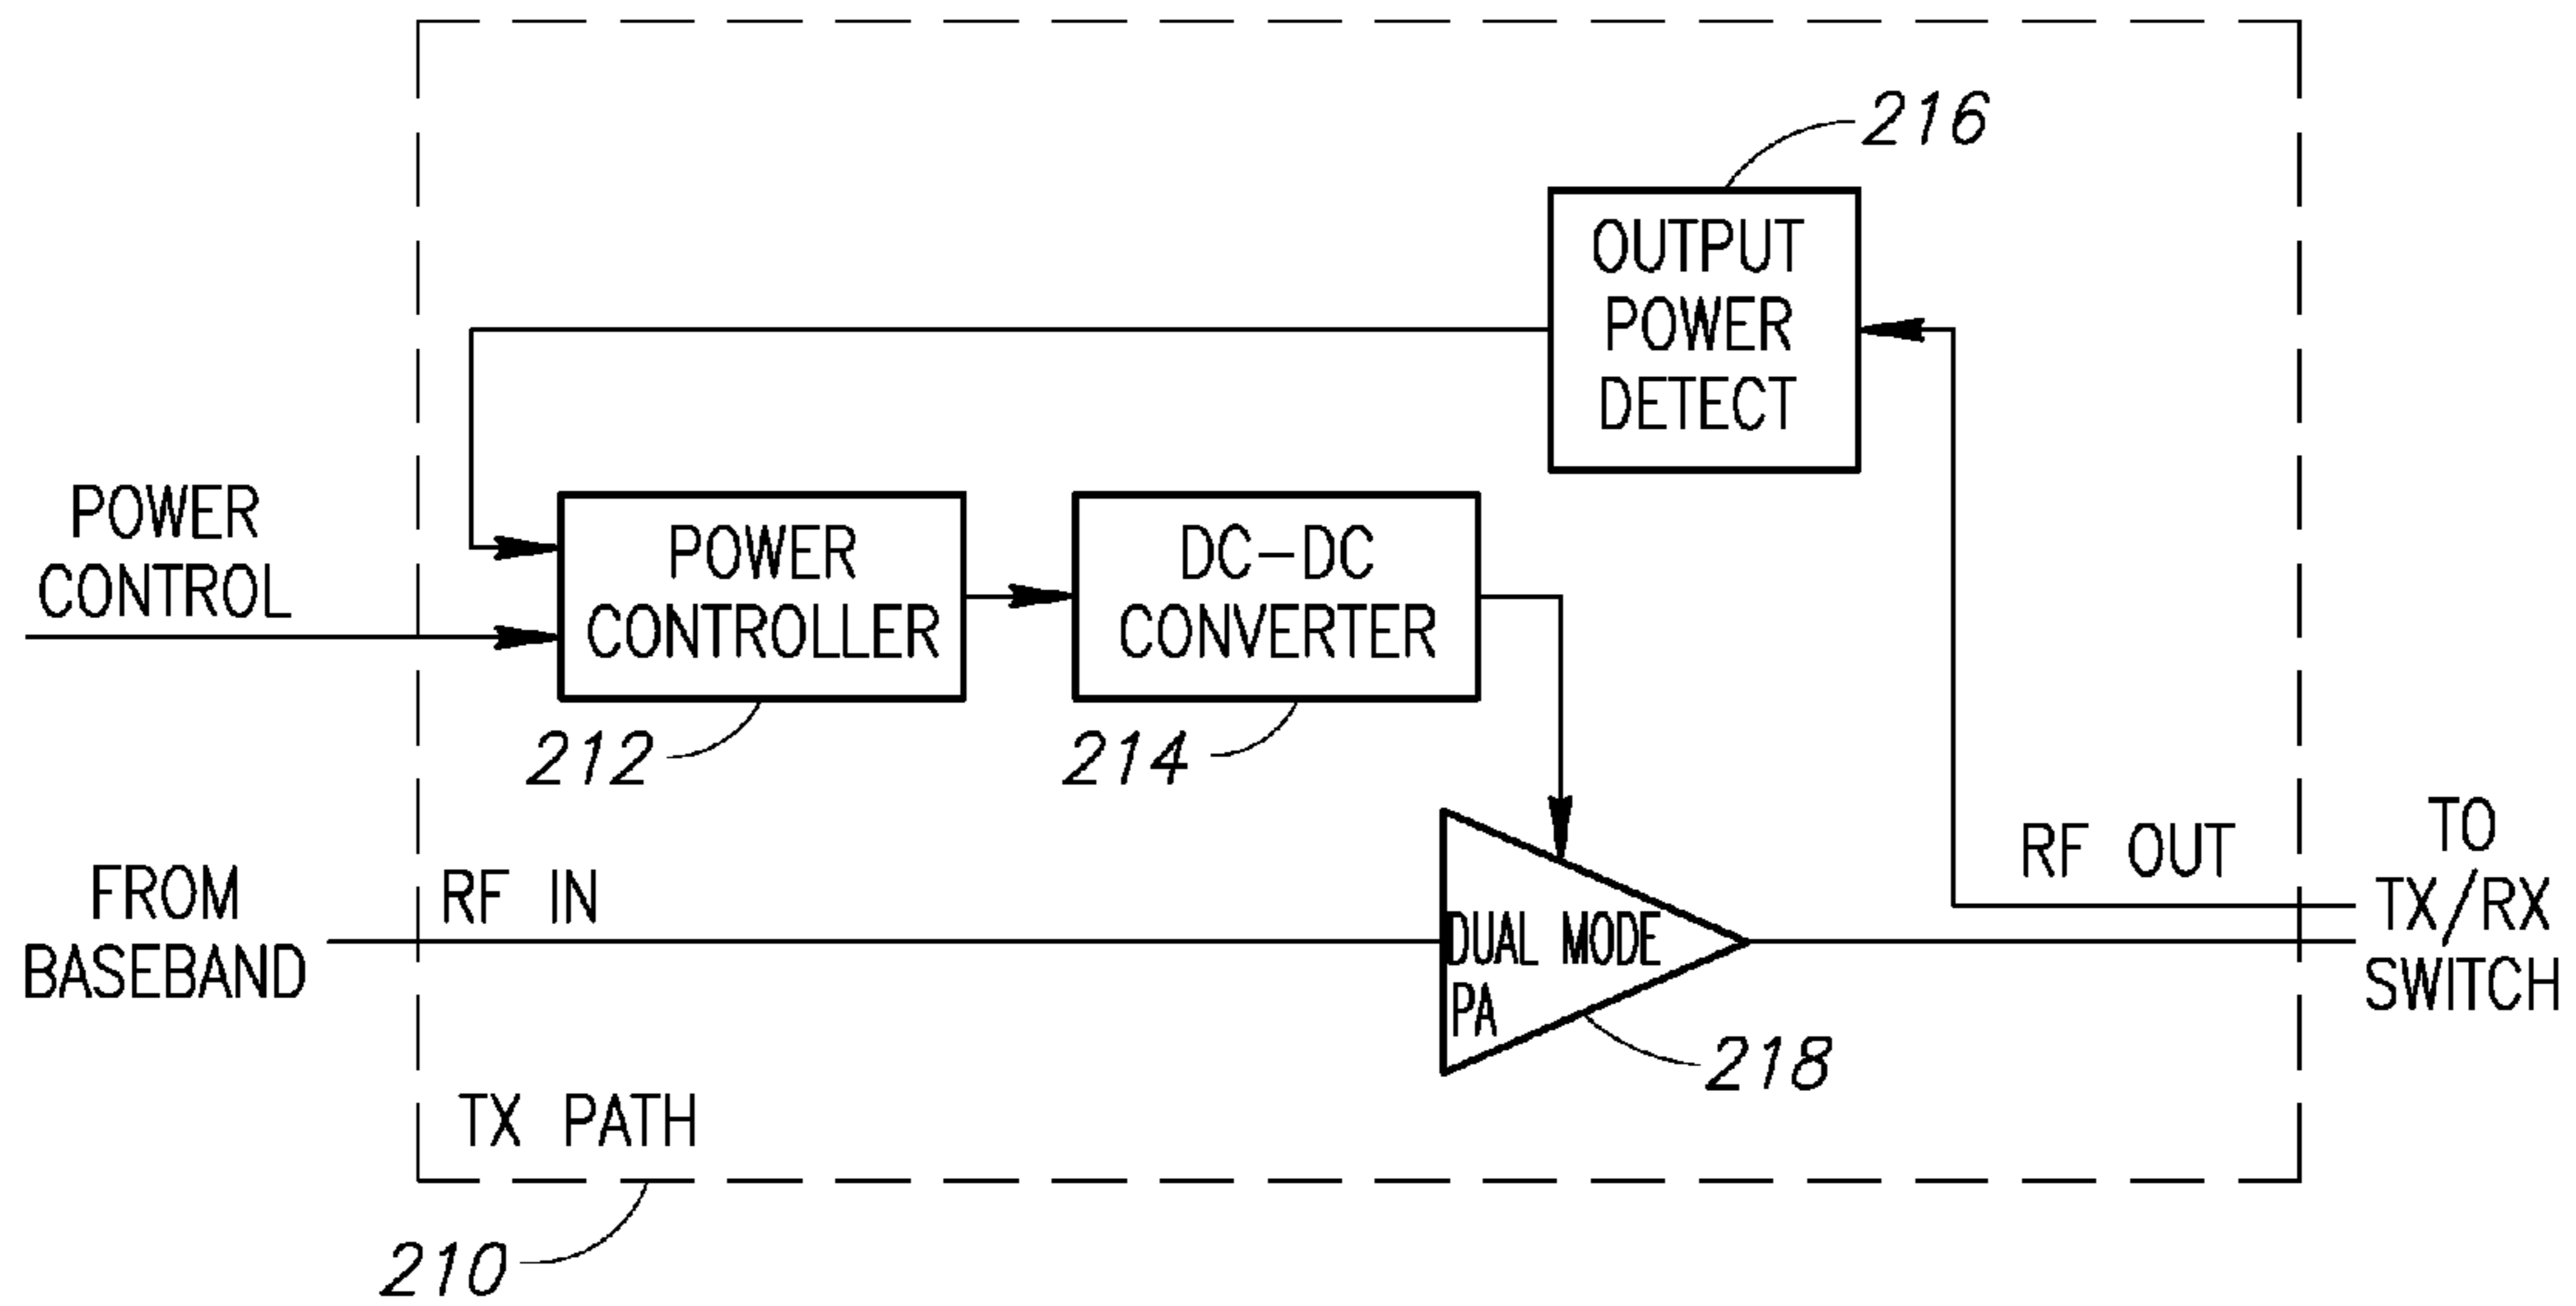 216
OUTPUT
POWER
DETECT
POWER
CONTROL
POWER
CONTROLLER
DC-DC
CONVERTER
212
214
FROM
BASEBAND
RF IN
DUAL MODE
PA
218
RF OUT
TO
TX/RX
SWITCH
TX PATH
210